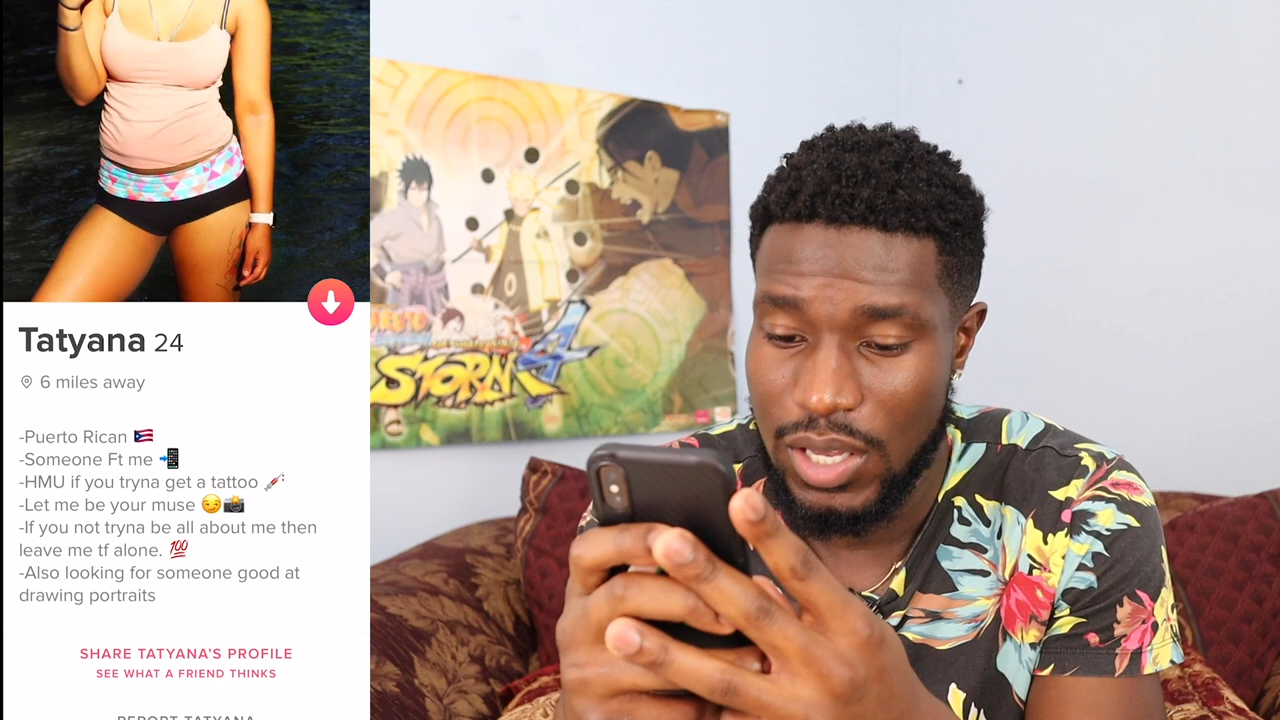 Tatyana 24
6 miles away
-Puerto Rican 🇵🇷
-Someone Ft me 📲
-HMU if you tryna get a tattoo 💉
-Let me be your muse 😏📸
-If you not tryna be all about me then
leave me tf alone. 💯
-Also looking for someone good at
drawing portraits
SHARE TATYANA'S PROFILE
SEE WHAT A FRIEND THINKS
REPORT TATYANA
NARUTO
STORM 4